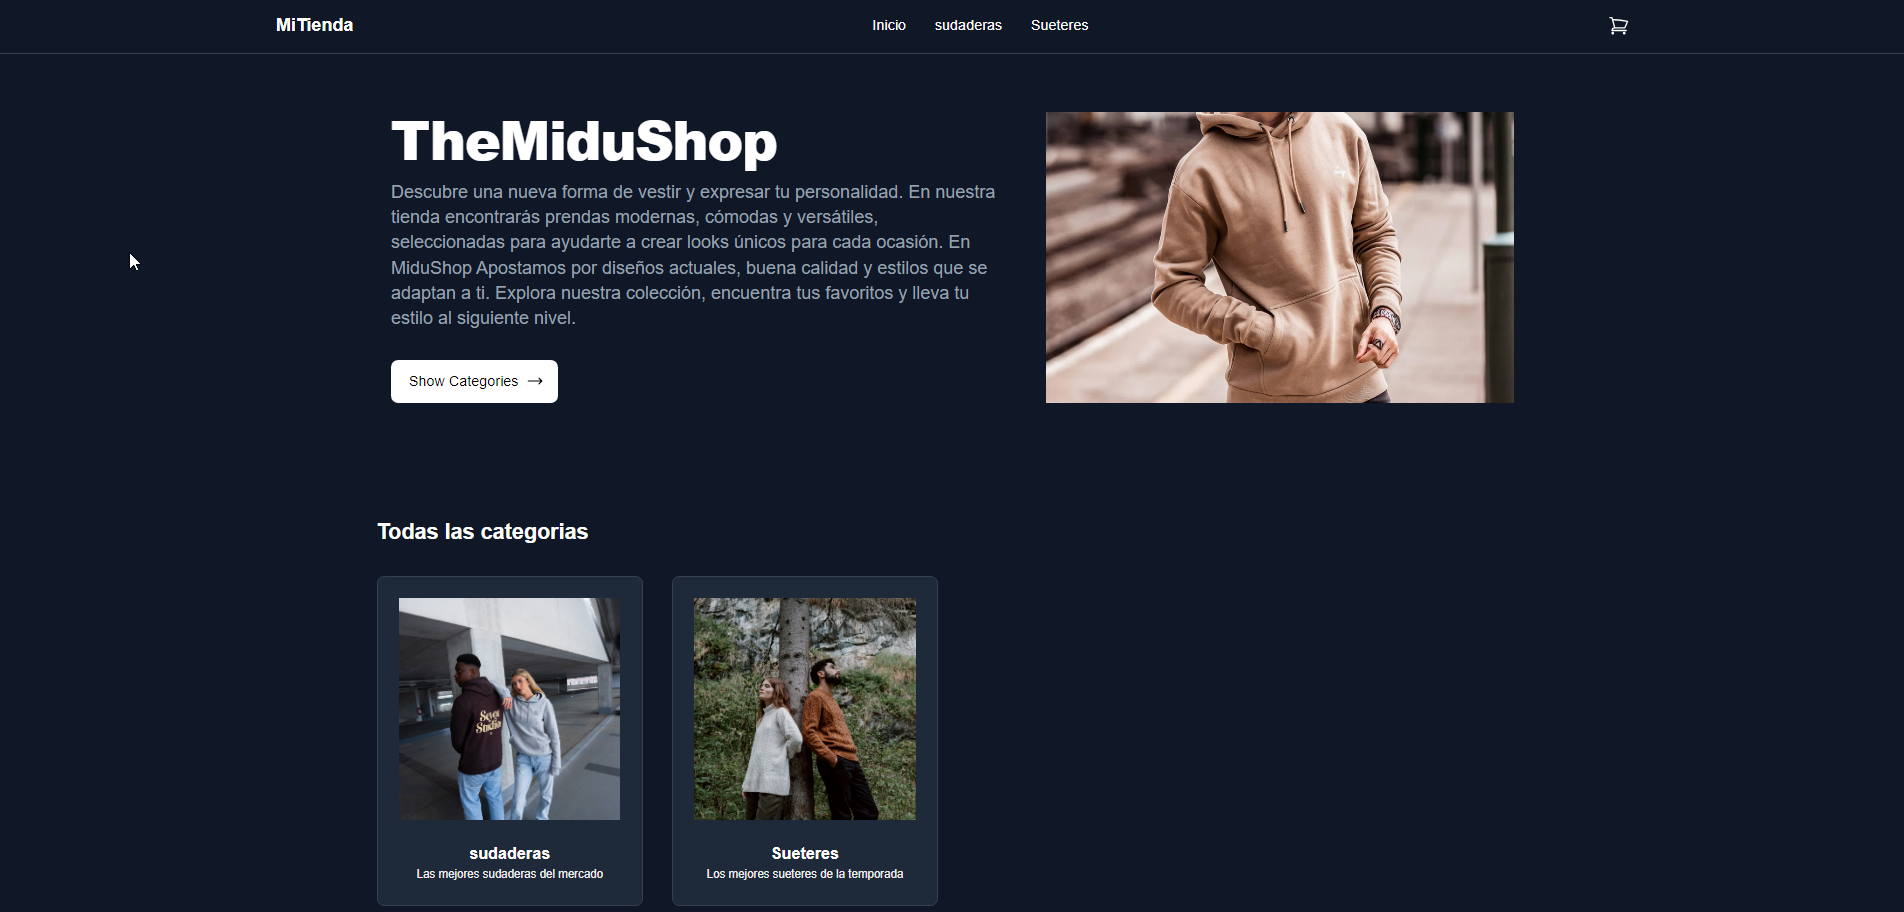 MiTienda
Inicio
sudaderas
Sueteres
TheMiduShop
Descubre una nueva forma de vestir y expresar tu personalidad. En nuestra
tienda encontrarás prendas modernas, cómodas y versátiles,
seleccionadas para ayudarte a crear looks únicos para cada ocasión. En
MiduShop Apostamos por diseños actuales, buena calidad y estilos que se
adaptan a ti. Explora nuestra colección, encuentra tus favoritos y lleva tu
estilo al siguiente nivel.
Show Categories
Todas las categorias
Seven
Studios
sudaderas
Las mejores sudaderas del mercado
Sueteres
Los mejores sueteres de la temporada